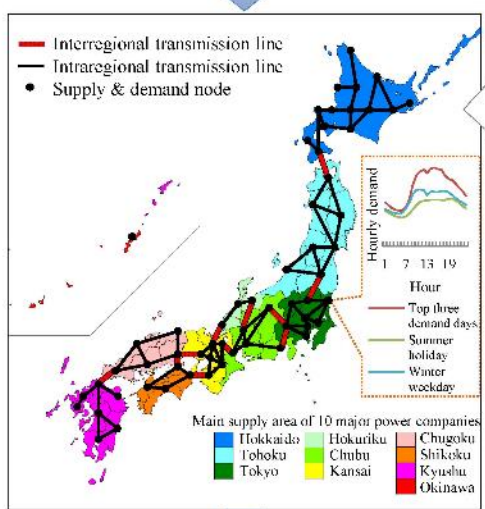 Interregional transmission line
Intraregional transmission line
Supply & demand node
Hourly demand
1 7 13 19
Hour
Top three
demand days
Summer
holiday
Winter
weekday
Main supply area of 10 major power companies
Hokkaido
Tohoku
Tokyo
Hokuriku
Chubu
Kansai
Chugoku
Shikoku
Kyushu
Okinawa